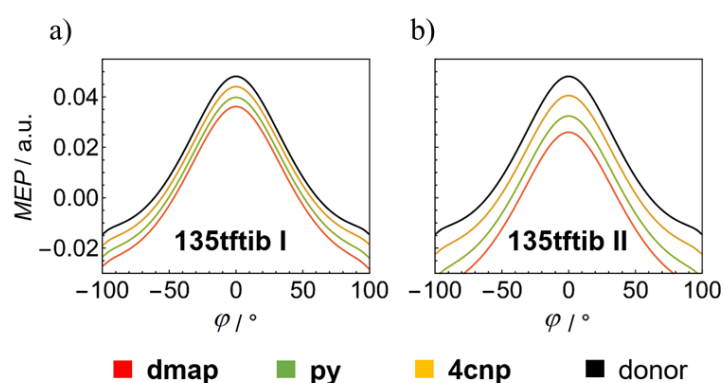 a)
b)
MEP / a.u.
0.04
0.02
0.00
−0.02
135tftib I
135tftib II
−100 −50 0 50 100
−100 −50 0 50 100
φ / °
φ / °
dmap py 4cnp donor